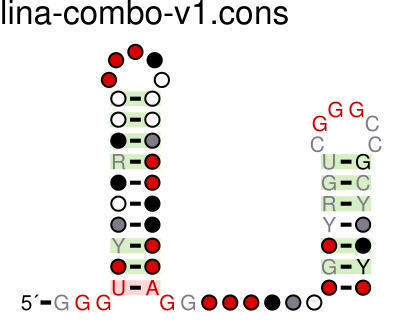 lina-combo-v1.cons
G G
G C
C C
R U G
G C
R Y
Y
Y
G Y
U A
5´ G G G G G